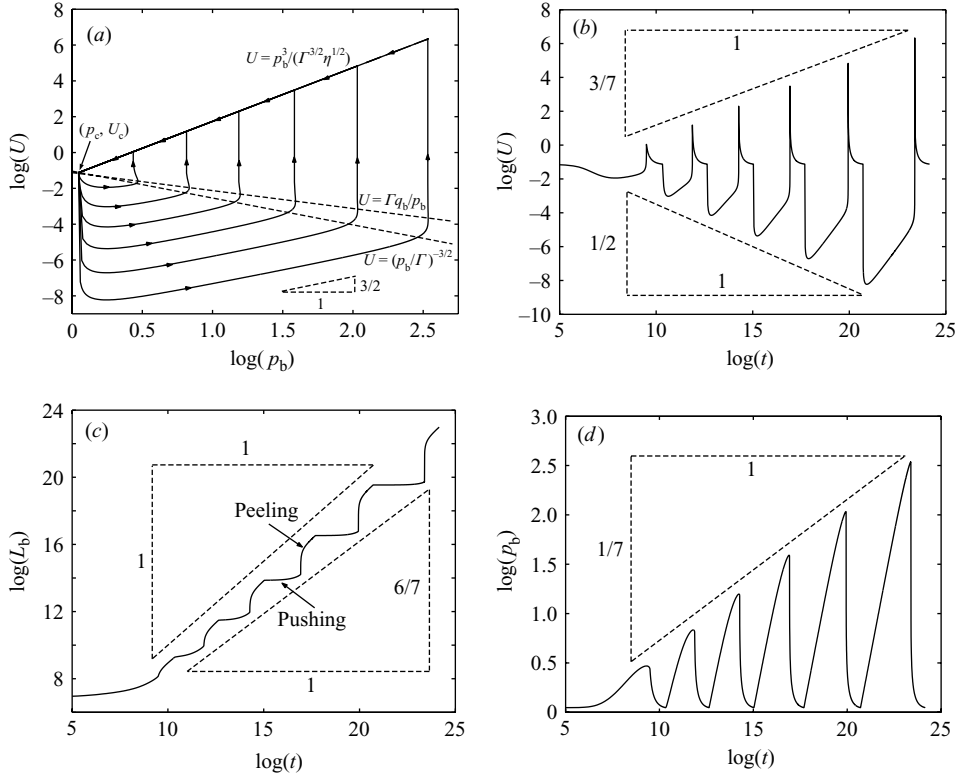 (a)
8
6
4
2
0
−2
−4
−6
−8
log(U)
U = p_b^3/(Γ^{3/2}η^{1/2})
(p_c, U_c)
U = Γq_b/p_b
U = (p_b/Γ)^{−3/2}
3/2
1
0 0.5 1.0 1.5 2.0 2.5
log(p_b)
(b)
8
6
4
2
0
−2
−4
−6
−8
−10
log(U)
1
3/7
1/2
1
5 10 15 20 25
log(t)
(c)
24
20
16
12
8
log(L_b)
1
1
Peeling
Pushing
6/7
1
5 10 15 20 25
log(t)
(d)
3.0
2.5
2.0
1.5
1.0
0.5
0
log(p_b)
1
1/7
5 10 15 20 25
log(t)